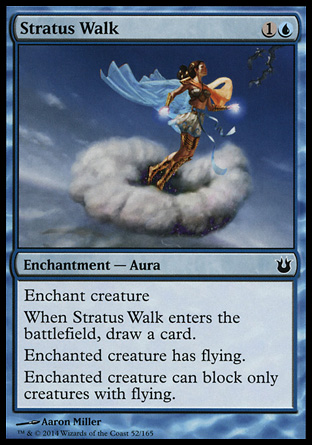 Stratus Walk 1
Enchantment — Aura
Enchant creature
When Stratus Walk enters the
battlefield, draw a card.
Enchanted creature has flying.
Enchanted creature can block only
creatures with flying.
Aaron Miller
™ & © 2014 Wizards of the Coast 52/165